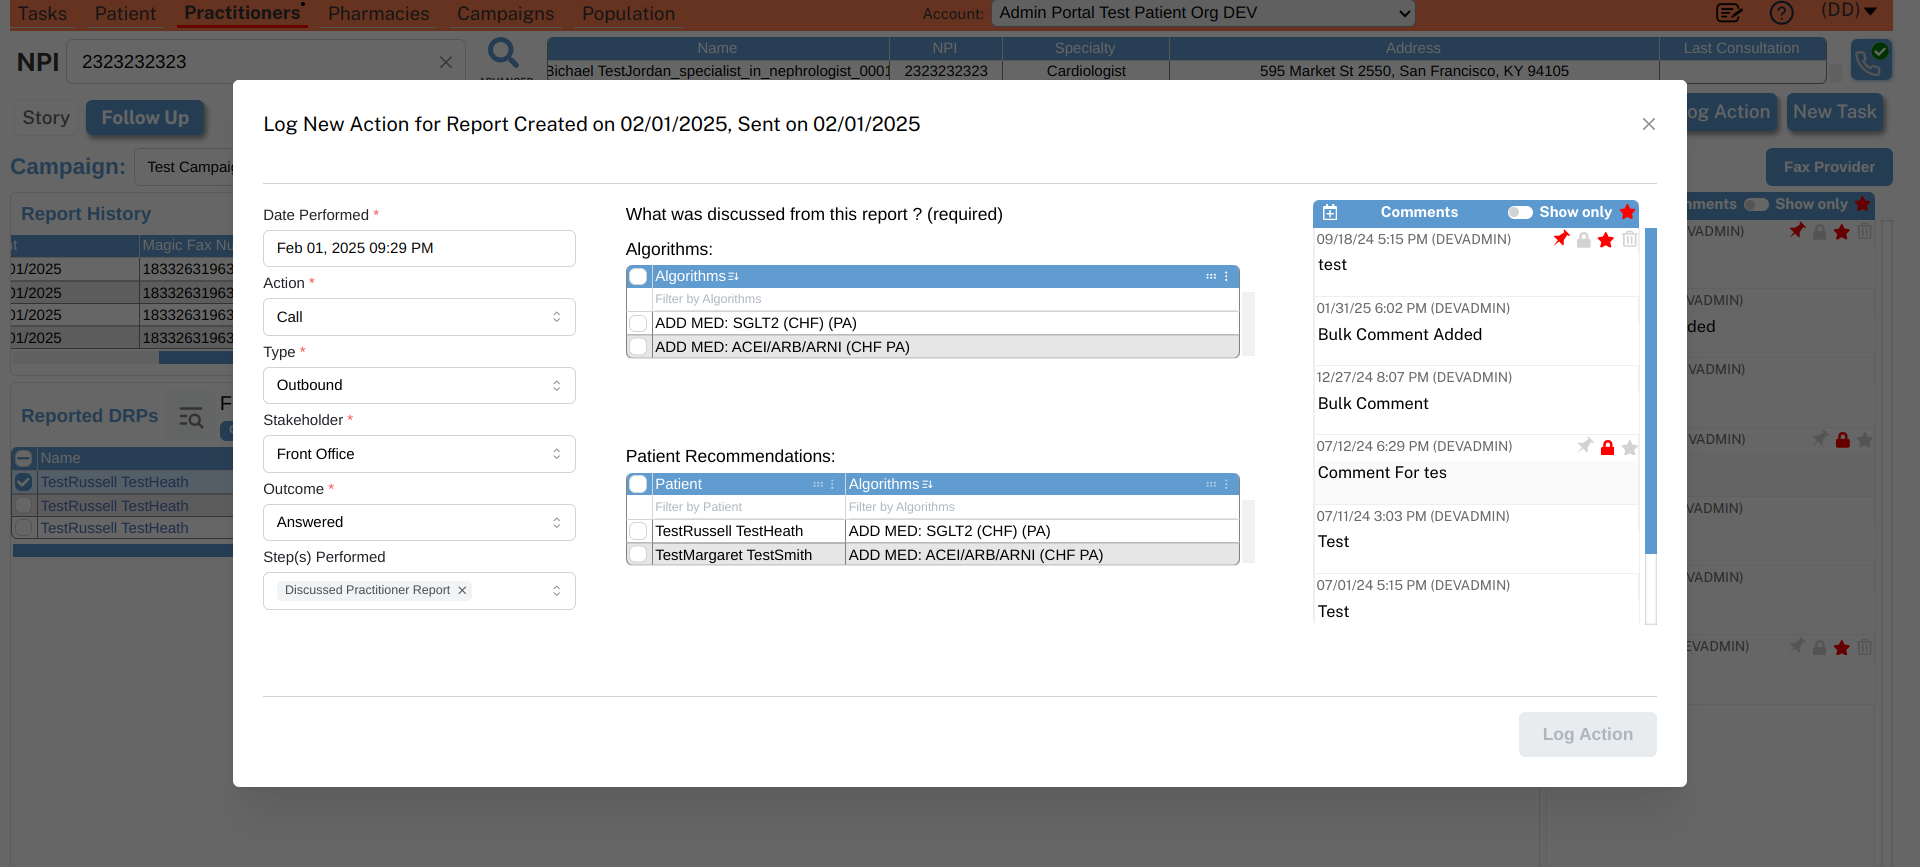 Tasks Patient Practitioners Pharmacies Campaigns Population Account: Admin Portal Test Patient Org DEV (DD)
NPI 2323232323
Name NPI Specialty Address Last Consultation
Bichael TestJordan_specialist_in_nephrologist_0001 2323232323 Cardiologist 595 Market St 2550, San Francisco, KY 94105
Story Follow Up og Action New Task
Campaign: Test Campaig Fax Provider
Report History
Magic Fax Nu
01/2025 18332631963
01/2025 18332631963
01/2025 18332631963
01/2025 18332631963
Reported DRPs F
Name
TestRussell TestHeath
TestRussell TestHeath
TestRussell TestHeath
Log New Action for Report Created on 02/01/2025, Sent on 02/01/2025
Date Performed *
Feb 01, 2025 09:29 PM
Action *
Call
Type *
Outbound
Stakeholder *
Front Office
Outcome *
Answered
Step(s) Performed
Discussed Practitioner Report
What was discussed from this report ? (required)
Algorithms:
Algorithms
Filter by Algorithms
ADD MED: SGLT2 (CHF) (PA)
ADD MED: ACEI/ARB/ARNI (CHF PA)
Patient Recommendations:
Patient Algorithms
Filter by Patient Filter by Algorithms
TestRussell TestHeath ADD MED: SGLT2 (CHF) (PA)
TestMargaret TestSmith ADD MED: ACEI/ARB/ARNI (CHF PA)
Comments Show only
09/18/24 5:15 PM (DEVADMIN)
test
01/31/25 6:02 PM (DEVADMIN)
Bulk Comment Added
12/27/24 8:07 PM (DEVADMIN)
Bulk Comment
07/12/24 6:29 PM (DEVADMIN)
Comment For tes
07/11/24 3:03 PM (DEVADMIN)
Test
07/01/24 5:15 PM (DEVADMIN)
Test
Log Action
mments Show only
VADMIN)
VADMIN)
ded
VADMIN)
VADMIN)
VADMIN)
VADMIN)
EVADMIN)